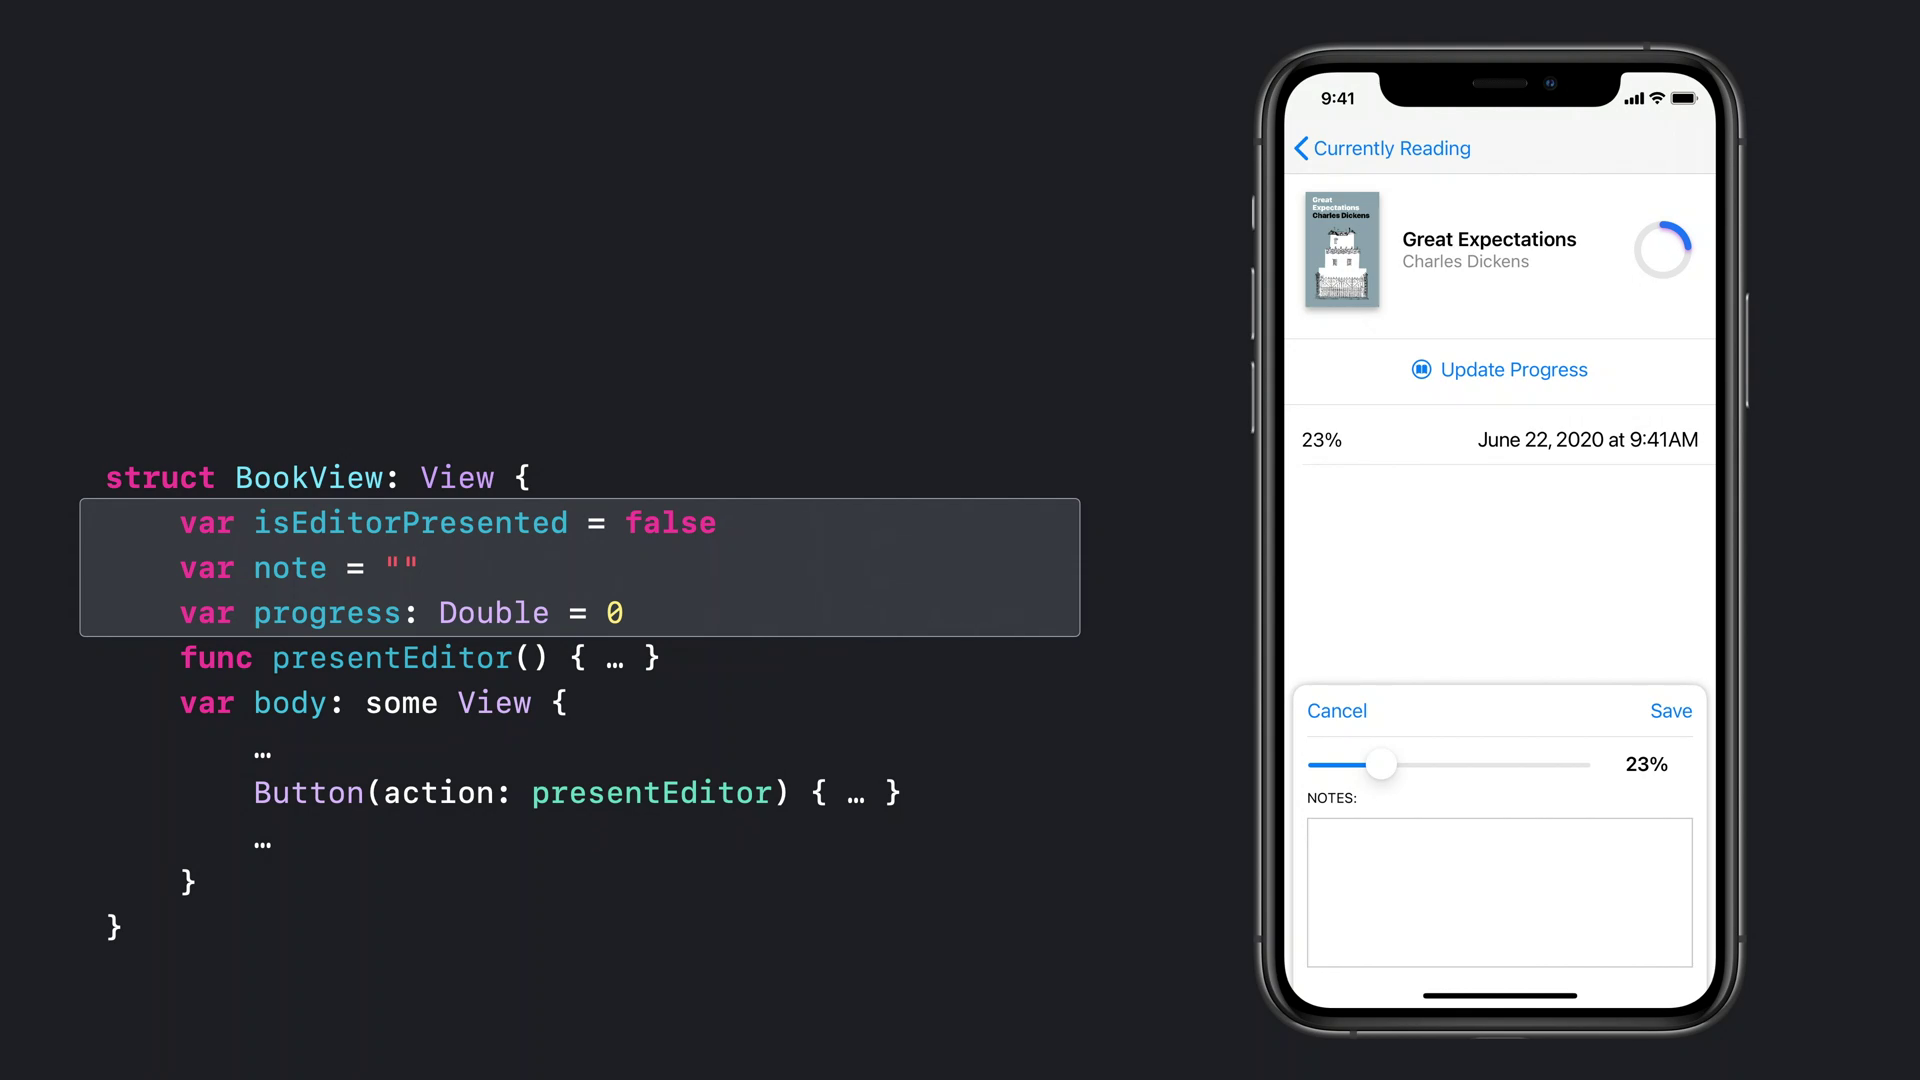 struct BookView: View {
var isEditorPresented = false
var note = ""
var progress: Double = 0
func presentEditor() { … }
var body: some View {
…
Button(action: presentEditor) { … }
…
}
}
9:41
Currently Reading
Great
Expectations
Charles Dickens
Great Expectations
Charles Dickens
Update Progress
23% June 22, 2020 at 9:41AM
Cancel Save
23%
NOTES: